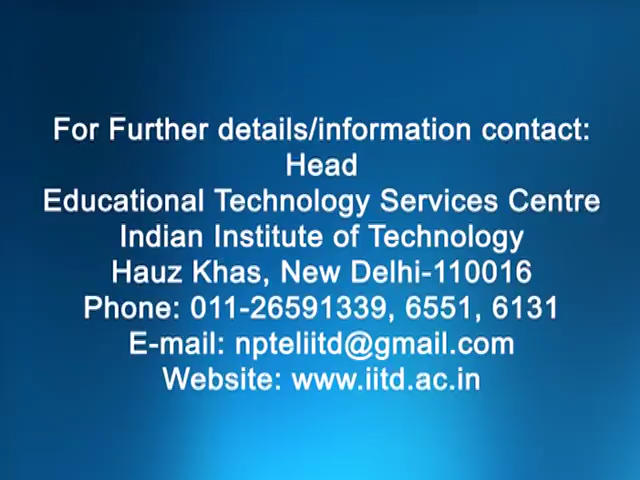 For Further details/information contact:
Head
Educational Technology Services Centre
Indian Institute of Technology
Hauz Khas, New Delhi-110016
Phone: 011-26591339, 6551, 6131
E-mail: npteliitd@gmail.com
Website: www.iitd.ac.in